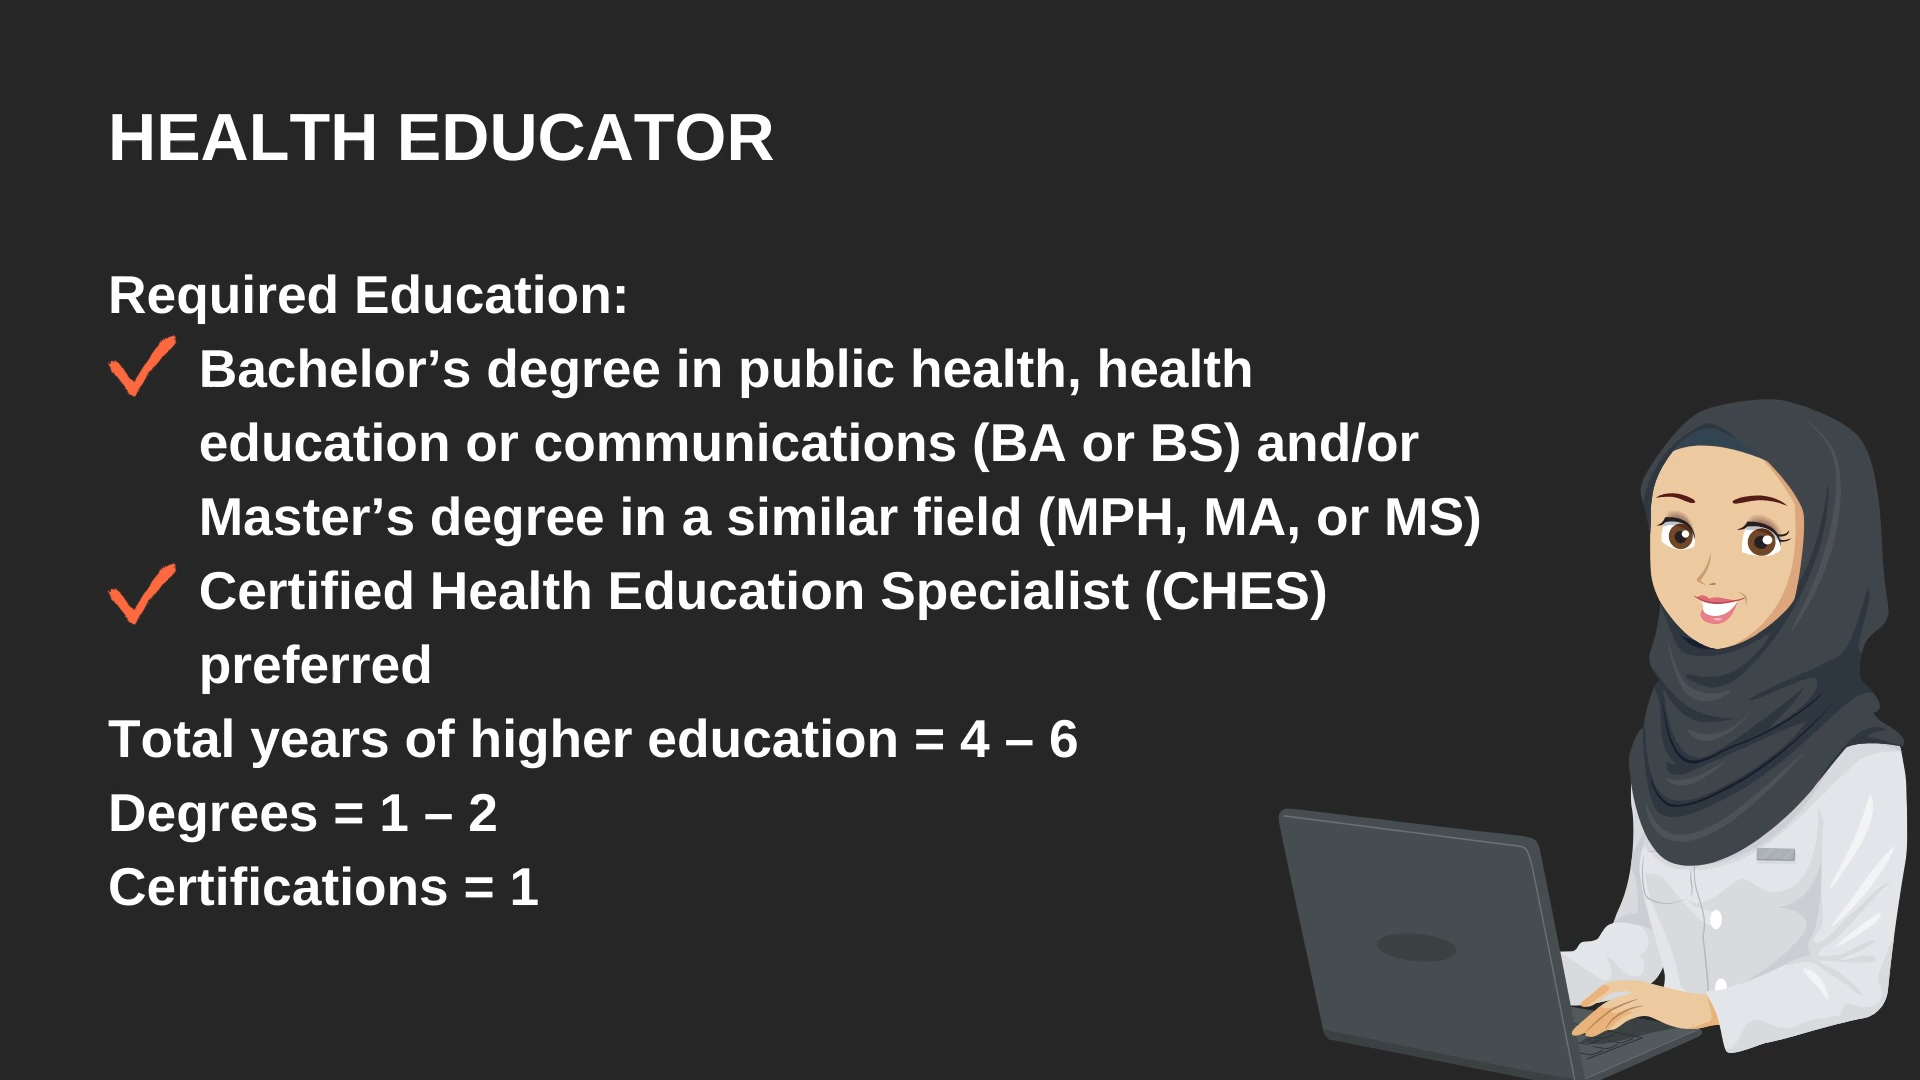 HEALTH EDUCATOR
Required Education:
Bachelor’s degree in public health, health
education or communications (BA or BS) and/or
Master’s degree in a similar field (MPH, MA, or MS)
Certified Health Education Specialist (CHES)
preferred
Total years of higher education = 4 – 6
Degrees = 1 – 2
Certifications = 1